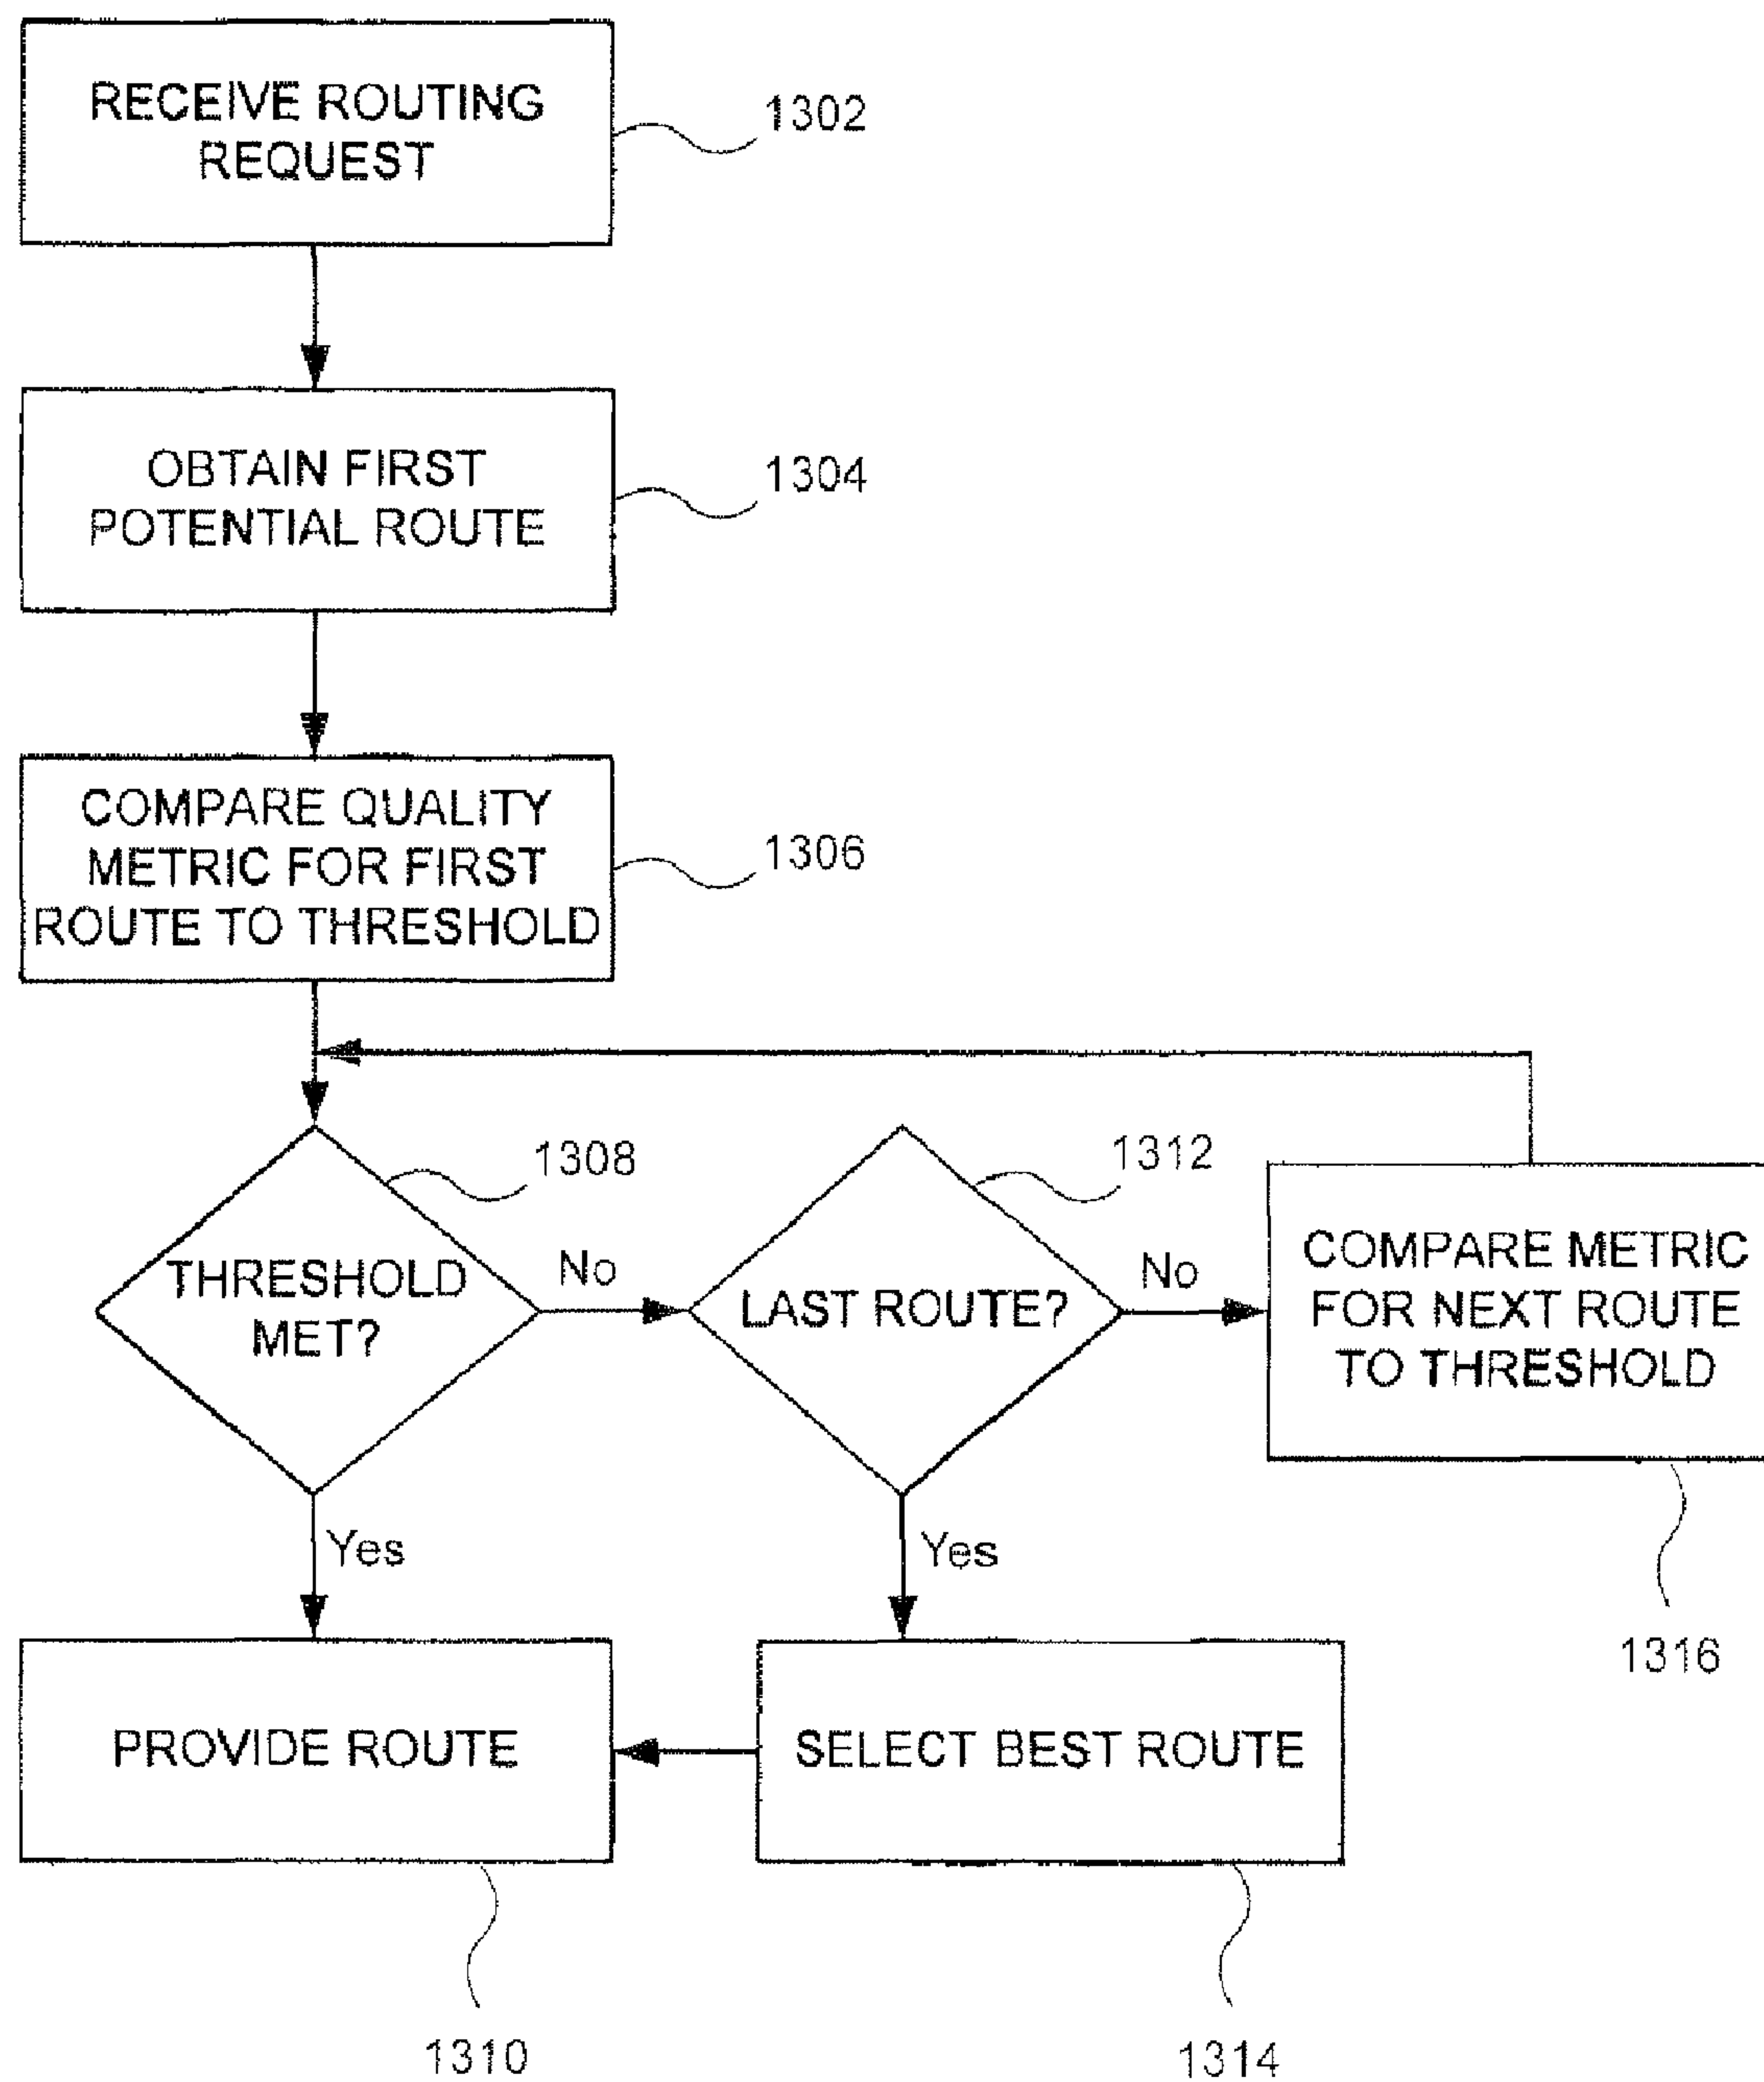 RECEIVE ROUTING
REQUEST
1302
OBTAIN FIRST
POTENTIAL ROUTE
1304
COMPARE QUALITY
METRIC FOR FIRST
ROUTE TO THRESHOLD
1306
1308
THRESHOLD
MET?
No
Yes
1312
LAST ROUTE?
No
Yes
COMPARE METRIC
FOR NEXT ROUTE
TO THRESHOLD
1316
PROVIDE ROUTE
1310
SELECT BEST ROUTE
1314